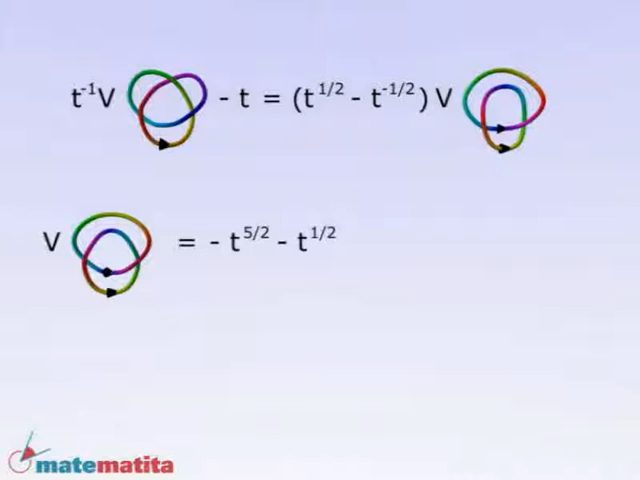 t⁻¹V - t = (t^1/2 - t^-1/2) V
V = - t^5/2 - t^1/2
matematita